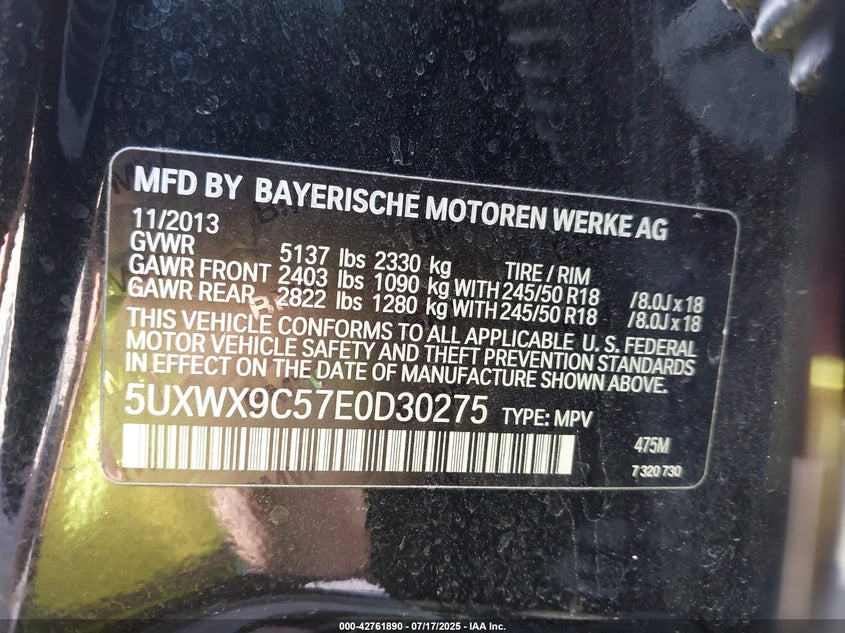 MFD BY BAYERISCHE MOTOREN WERKE AG
11/2013
GVWR 5137 lbs 2330 kg TIRE / RIM
GAWR FRONT 2403 lbs 1090 kg WITH 245/50 R18 /8.0J x 18
GAWR REAR 2822 lbs 1280 kg WITH 245/50 R18 /8.0J x 18
THIS VEHICLE CONFORMS TO ALL APPLICABLE U. S. FEDERAL
MOTOR VEHICLE SAFETY AND THEFT PREVENTION STANDARDS
IN EFFECT ON THE DATE OF MANUFACTURE SHOWN ABOVE.
5UXWX9C57E0D30275 TYPE: MPV
475M
7 320 730
000-42761890 - 07/17/2025 - IAA Inc.